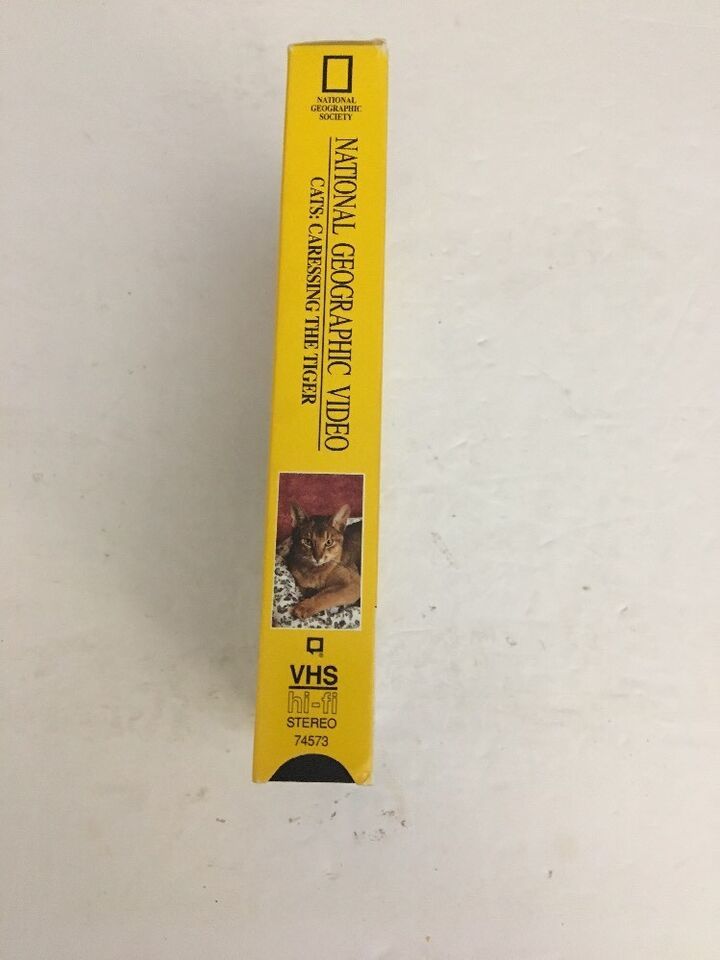 NATIONAL
GEOGRAPHIC
SOCIETY
NATIONAL GEOGRAPHIC VIDEO
CATS: CARESSING THE TIGER
VHS
hi-fi
STEREO
74573